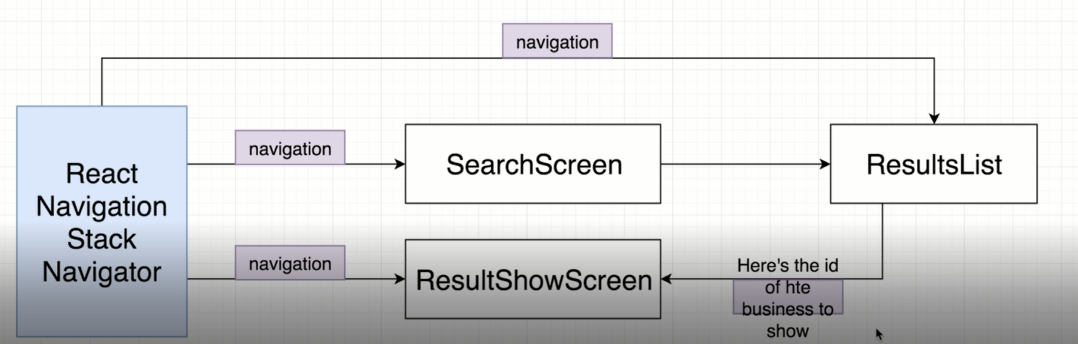 navigation
React
Navigation
Stack
Navigator
navigation
SearchScreen
ResultsList
navigation
ResultShowScreen
Here's the id
of hte
business to
show